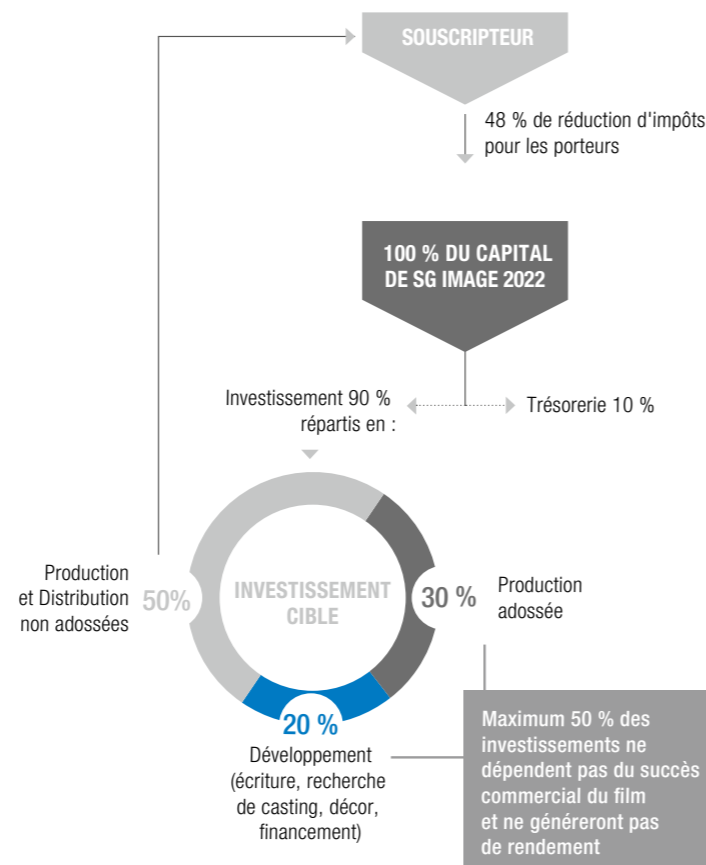 SOUSCRIPTEUR
48 % de réduction d'impôts
pour les porteurs
100 % DU CAPITAL
DE SG IMAGE 2022
Investissement 90 %
répartis en :
Trésorerie 10 %
Production
et Distribution
non adossées
50%
INVESTISSEMENT
CIBLE
30 %
Production
adossée
20 %
Développement
(écriture, recherche
de casting, décor,
financement)
Maximum 50 % des
investissements ne
dépendent pas du succès
commercial du film
et ne généreront pas
de rendement